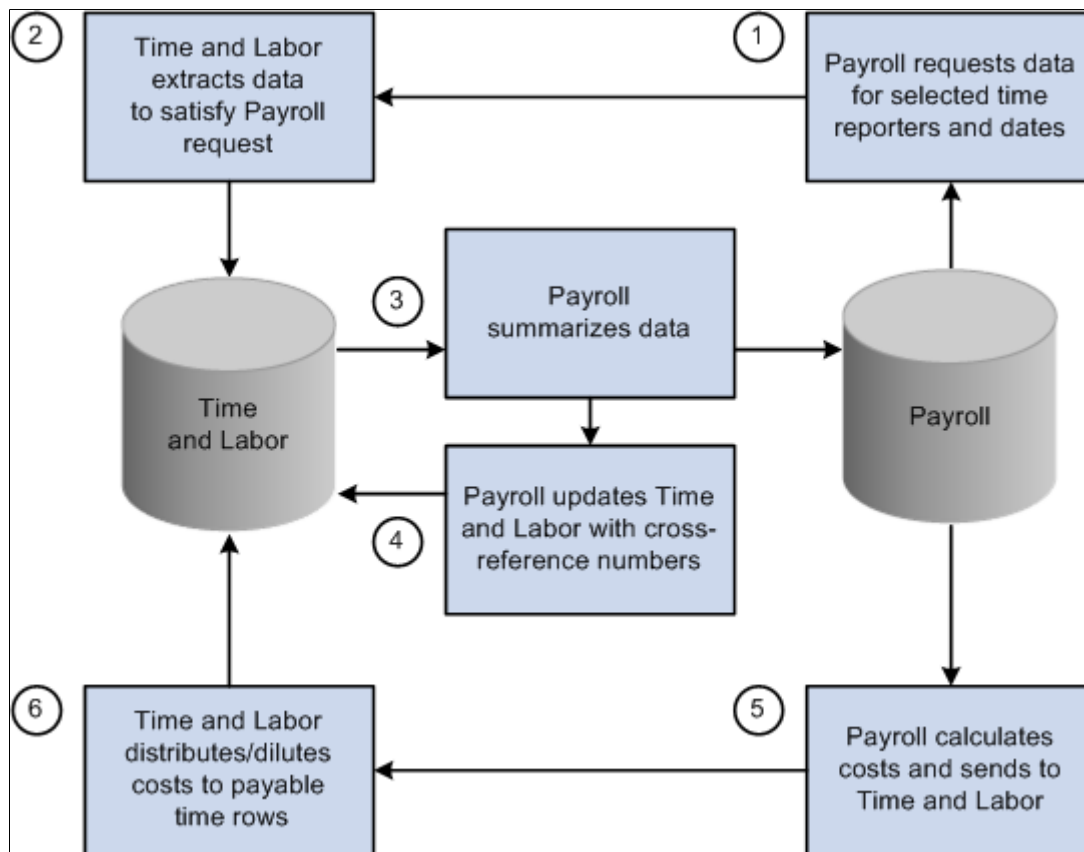 2
Time and Labor
extracts data
to satisfy Payroll
request
1
Payroll requests data
for selected time
reporters and dates
Time
and Labor
3
Payroll
summarizes data
Payroll
4
Payroll updates Time
and Labor with cross-
reference numbers
6
Time and Labor
distributes/dilutes
costs to payable
time rows
5
Payroll calculates
costs and sends to
Time and Labor